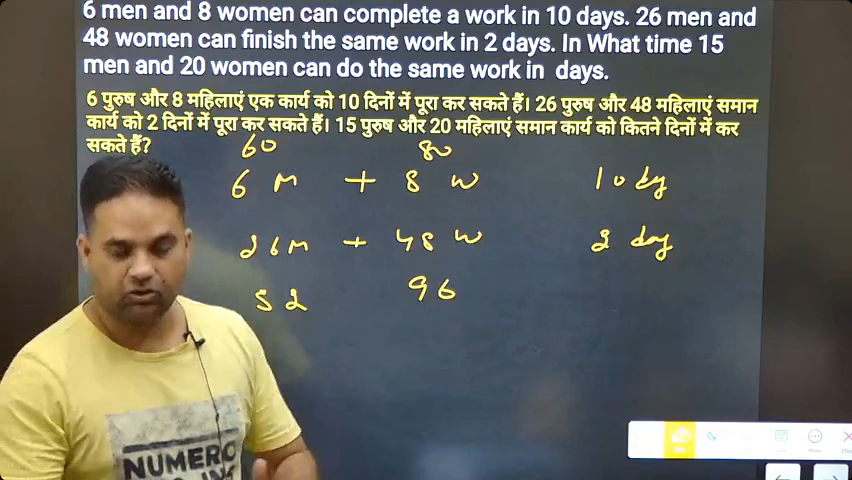 6 men and 8 women can complete a work in 10 days. 26 men and
48 women can finish the same work in 2 days. In What time 15
men and 20 women can do the same work in days.
6 पुरुष और 8 महिलाएं एक कार्य को 10 दिनों में पूरा कर सकते हैं। 26 पुरुष और 48 महिलाएं समान
कार्य को 2 दिनों में पूरा कर सकते हैं। 15 पुरुष और 20 महिलाएं समान कार्य को कितने दिनों में कर
सकते हैं?
60 80
6 M + 8 W 10 day
26 M + 48 W 2 day
52 96
NUMERO